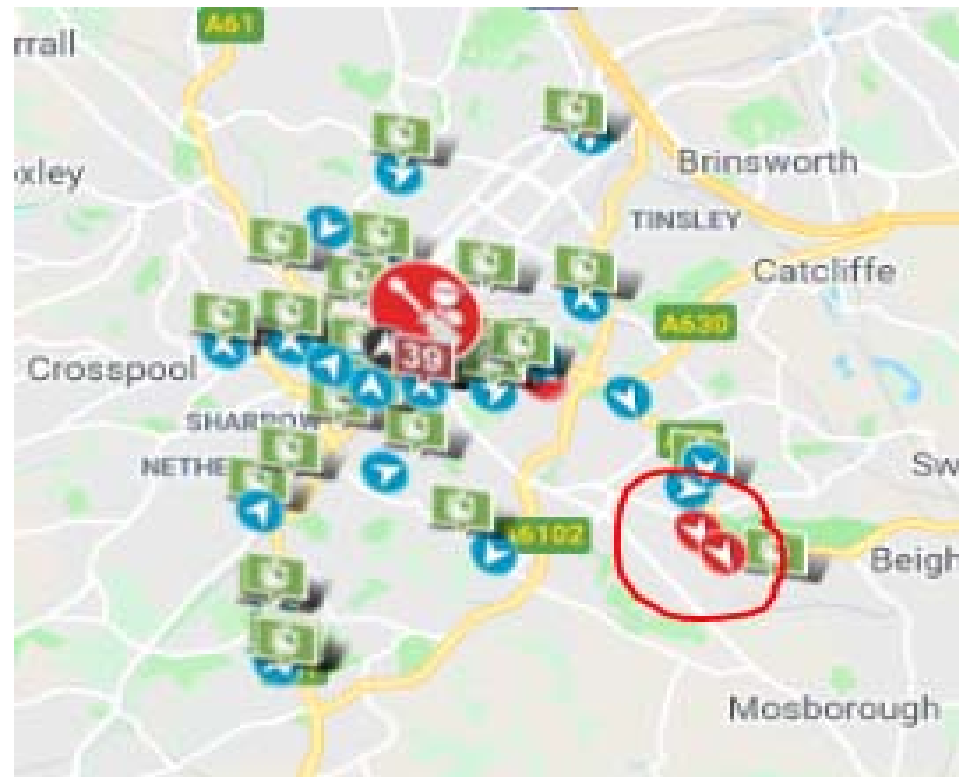 A61
rrall
Brinsworth
xley
TINSLEY
Catcliffe
A630
39
Crosspool
SHARROW
NETHE
Sw
A6102
Beigh
Mosborough